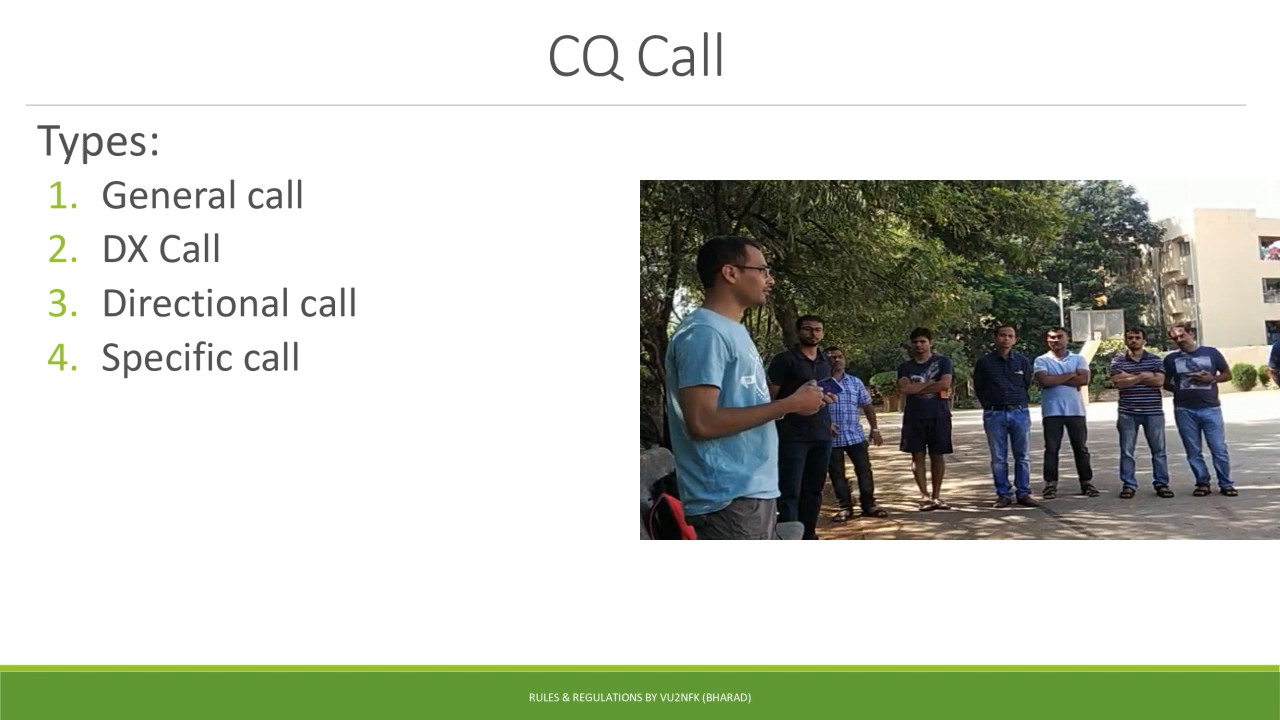 CQ Call
Types:
1. General call
2. DX Call
3. Directional call
4. Specific call
RULES & REGULATIONS BY VU2NFK (BHARAD)